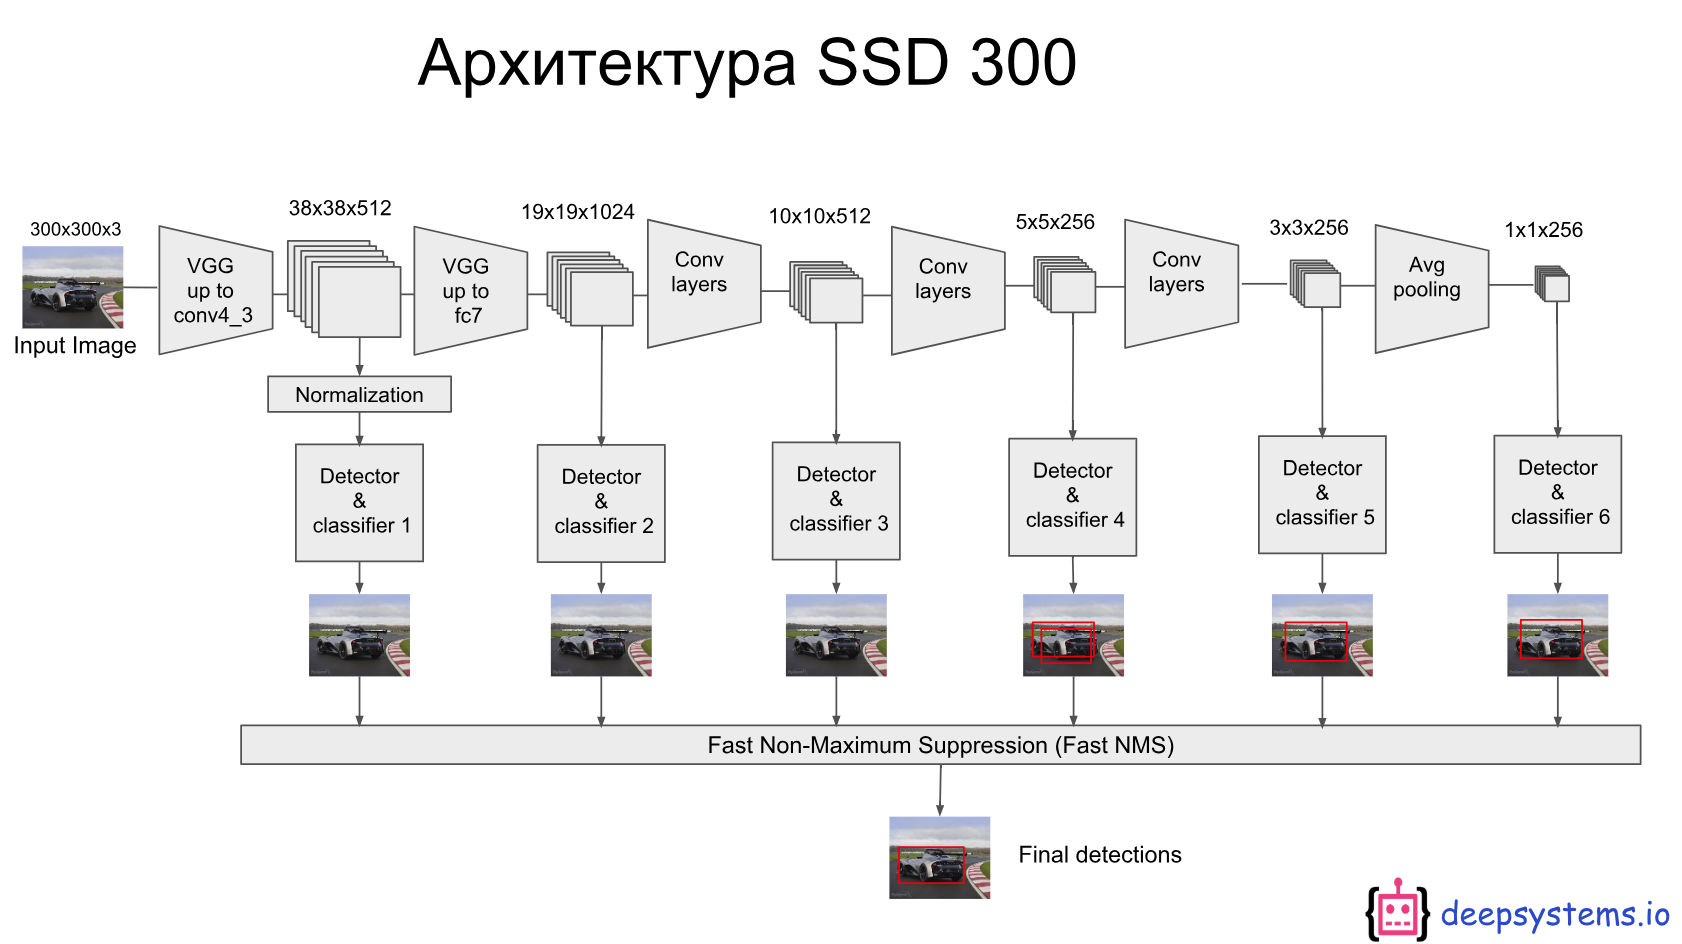 Архитектура SSD 300
300x300x3
38x38x512
19x19x1024
10x10x512
5x5x256
3x3x256
1x1x256
Input Image
VGG
up to
conv4_3
VGG
up to
fc7
Conv
layers
Conv
layers
Conv
layers
Avg
pooling
Normalization
Detector
&
classifier 1
Detector
&
classifier 2
Detector
&
classifier 3
Detector
&
classifier 4
Detector
&
classifier 5
Detector
&
classifier 6
Fast Non-Maximum Suppression (Fast NMS)
Final detections
deepsystems.io